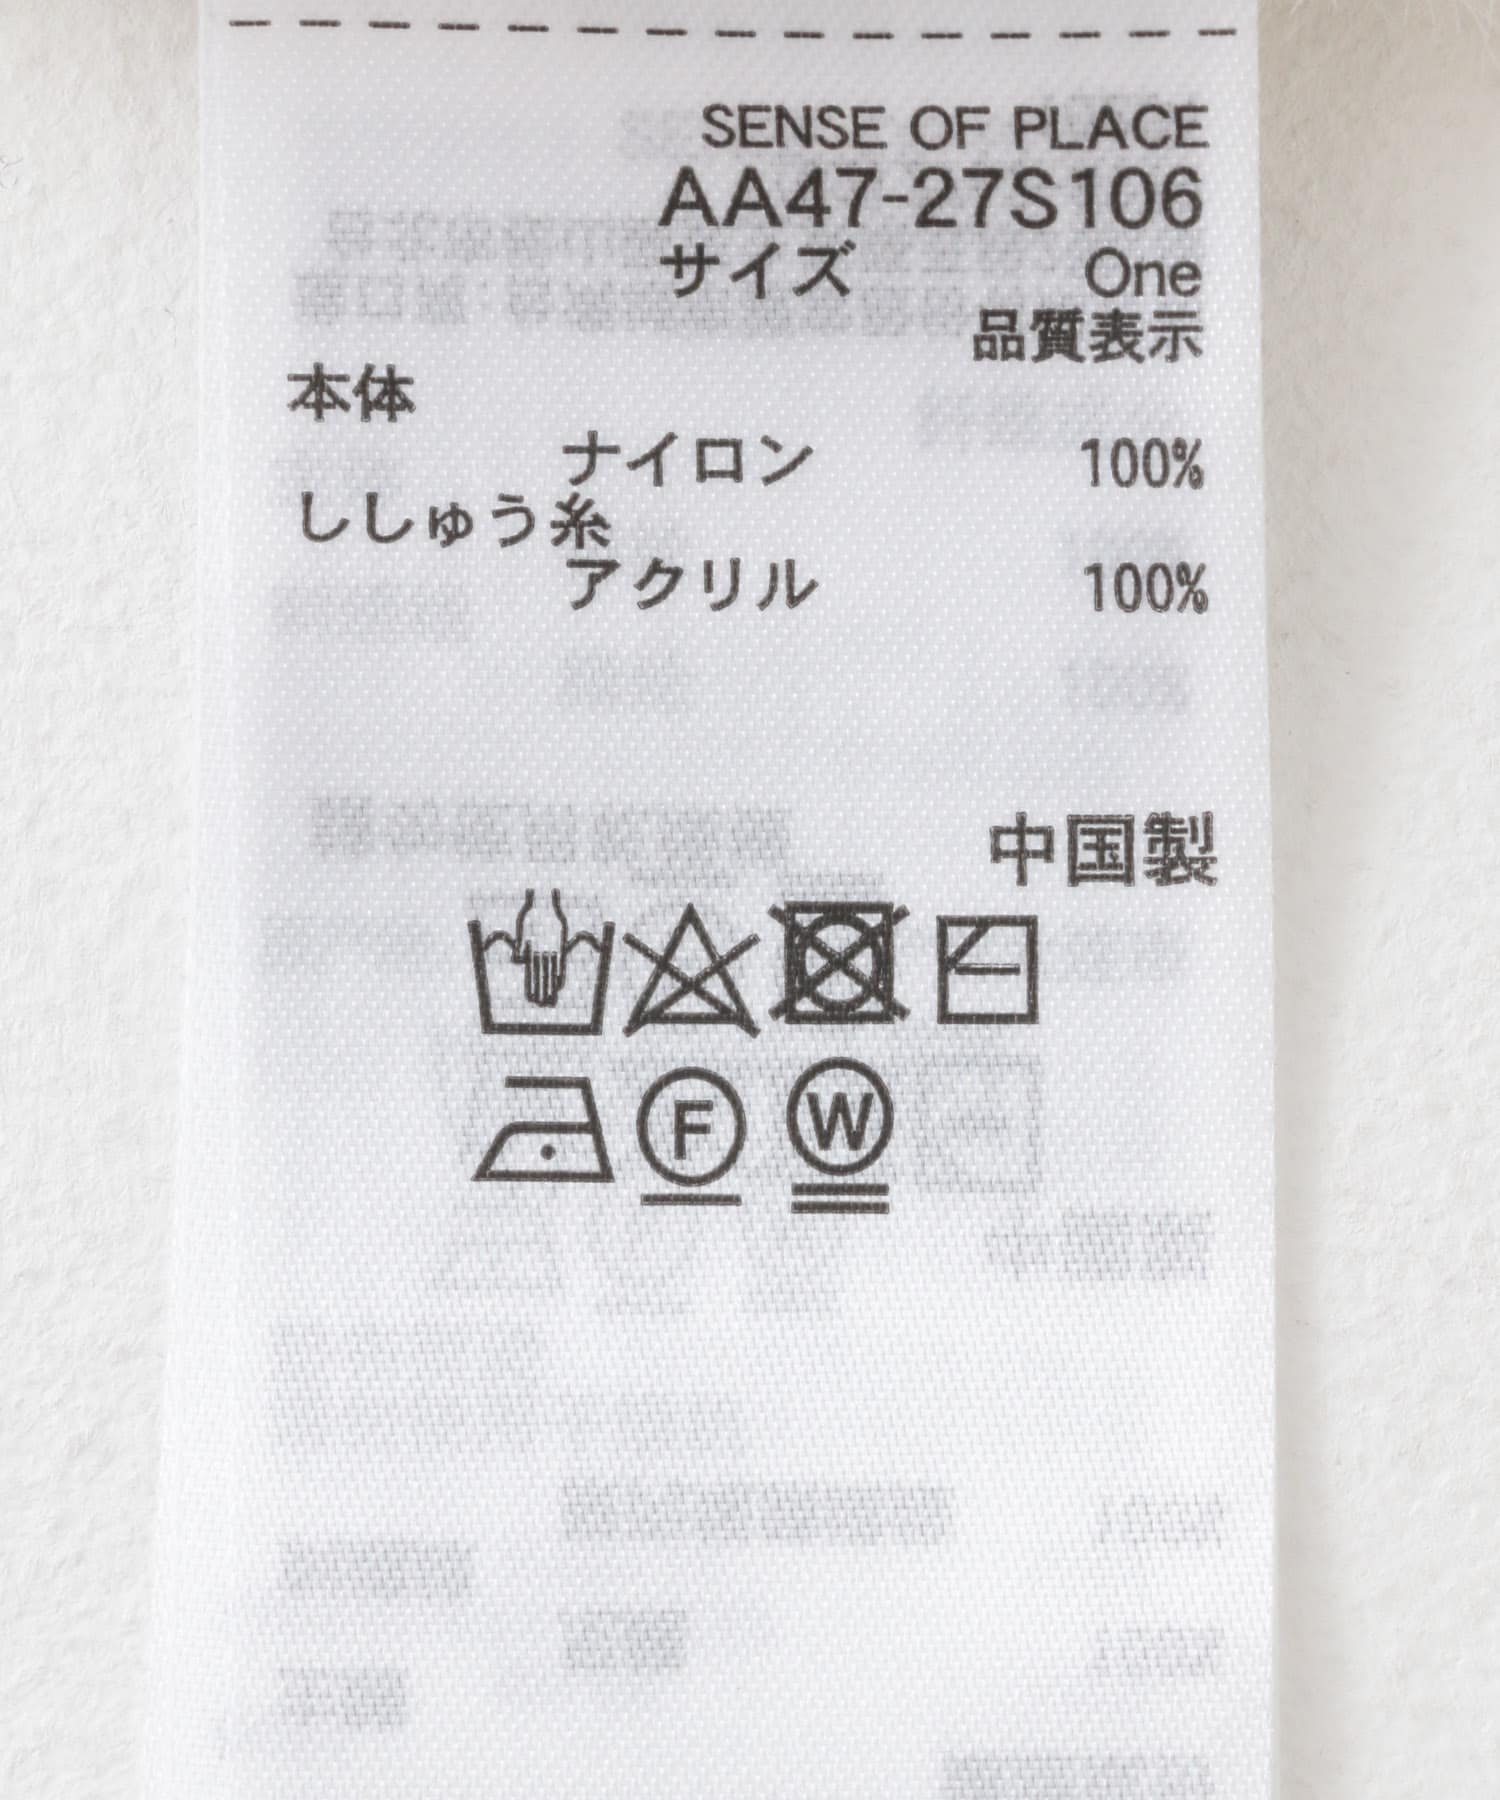 SENSE OF PLACE
AA47-27S106
サイズ One
品質表示
本体
ナイロン 100%
ししゅう糸
アクリル 100%
中国製
F W